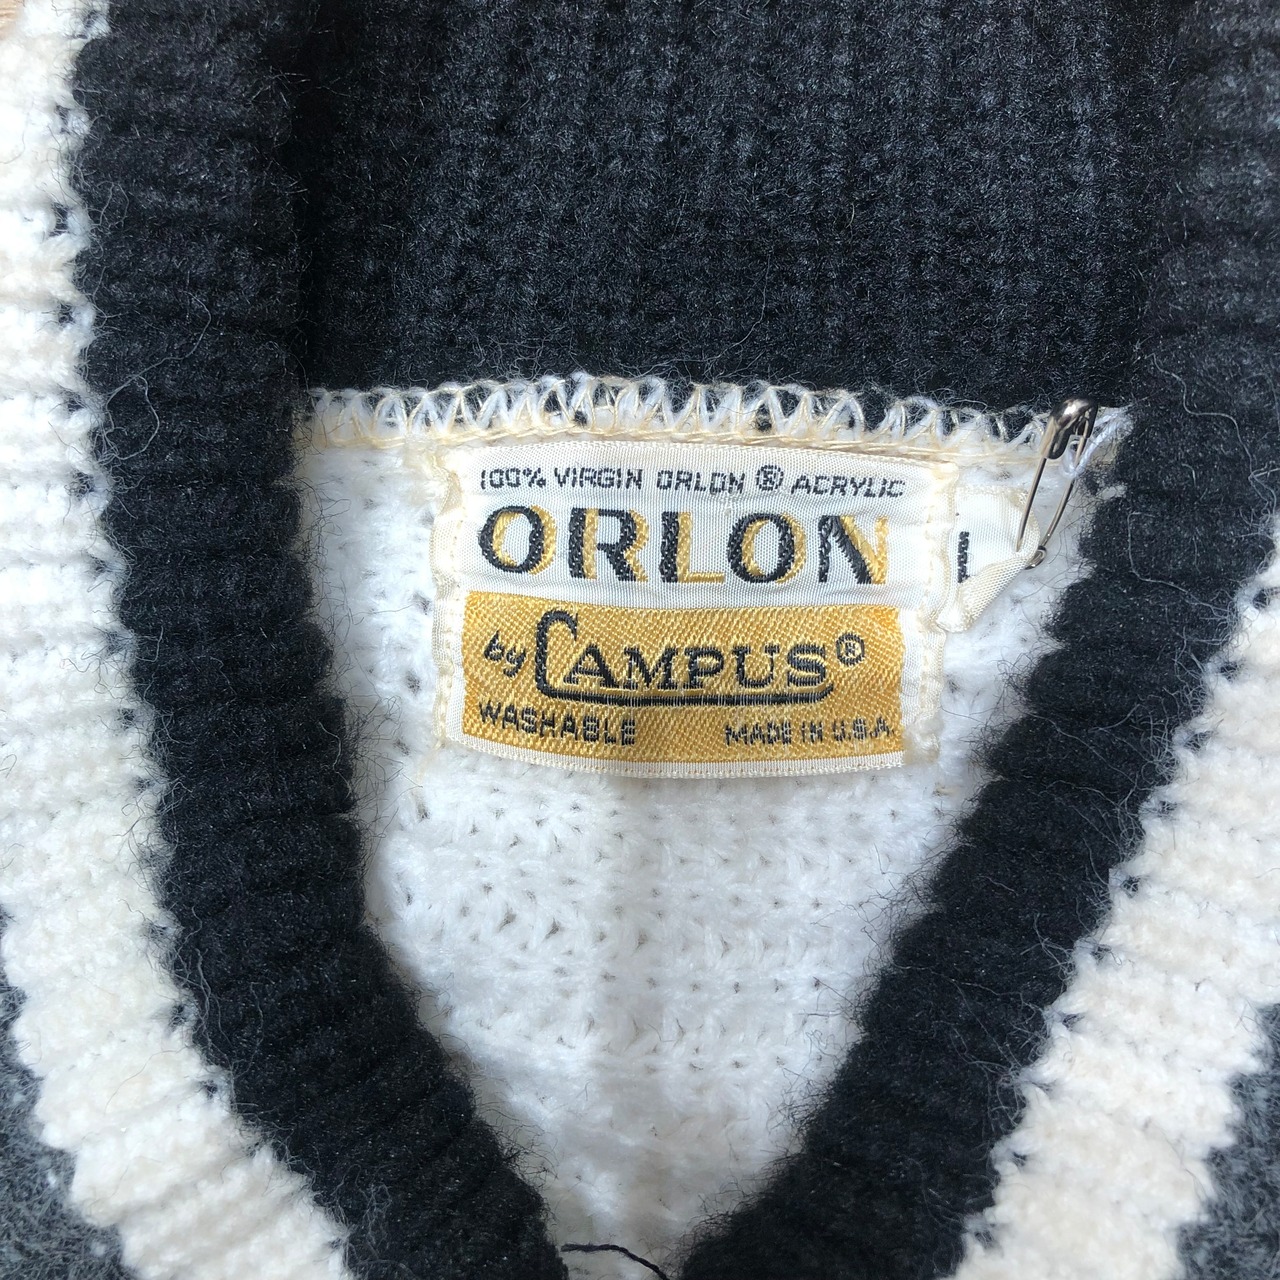 100% VIRGIN ORLON ® ACRYLIC
ORLON
by CAMPUS®
WASHABLE MADE IN U.S.A.